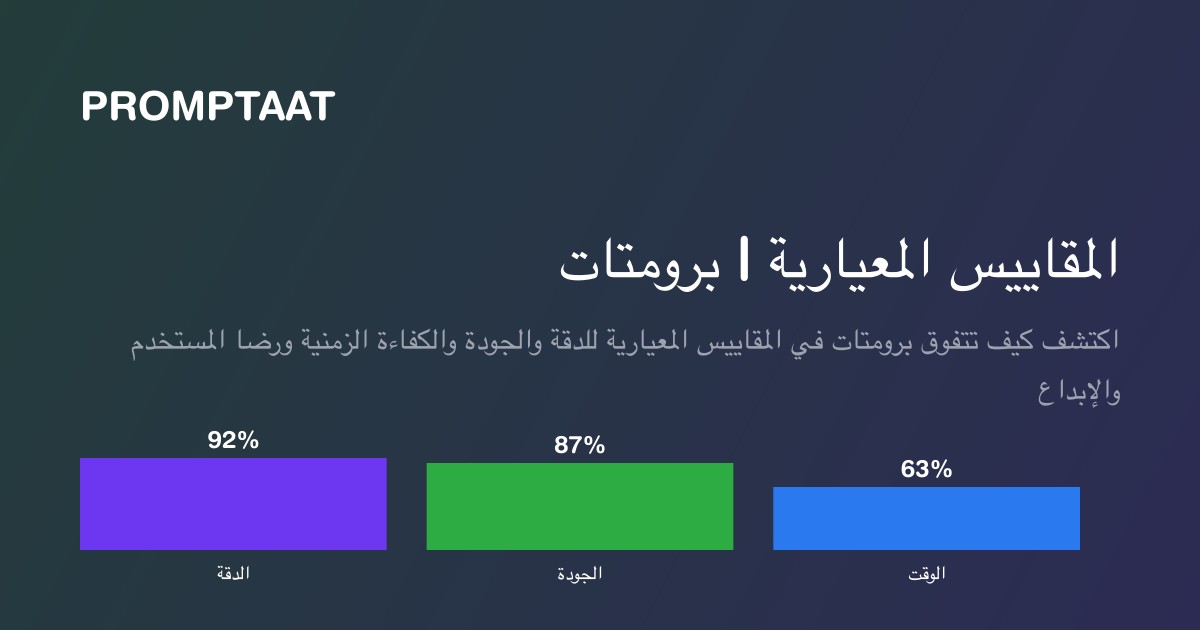 PROMPTAAT
المقاييس المعيارية | برومتات
اكتشف كيف تتفوق برومتات في المقاييس المعيارية للدقة والجودة والكفاءة الزمنية ورضا المستخدم
والإبداع
92%
87%
63%
الدقة
الجودة
الوقت